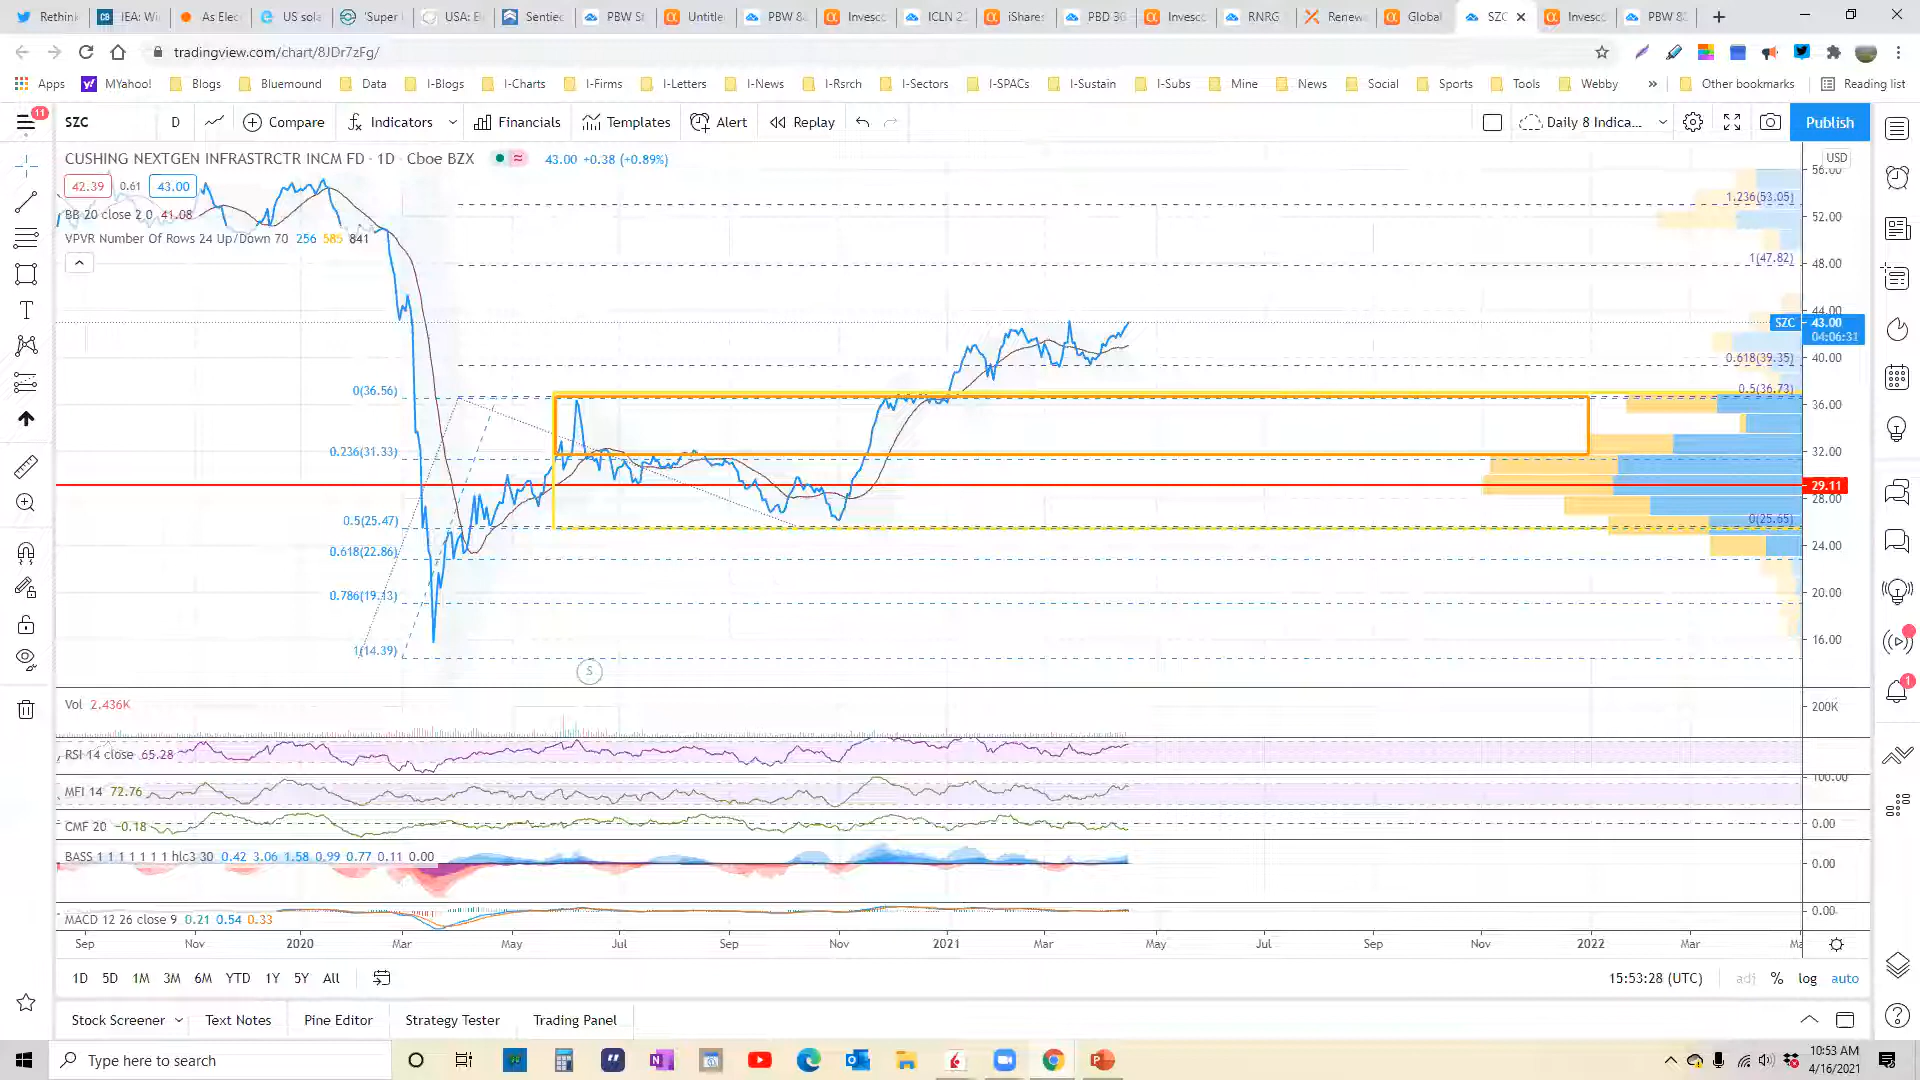 Rethink
IEA: Wi
As Elec
US sola
'Super
USA: El
Sentiec
PBW St
Untitle
PBW 8
Invesc
ICLN 2
iShares
PBD 30
Invesc
RNRG
Renew
Global
SZC
Invesc
PBW 8
tradingview.com/chart/8JDr7zFg/
Apps MYahoo! Blogs Bluemound Data I-Blogs I-Charts I-Firms I-Letters I-News I-Rsrch I-Sectors I-SPACs I-Sustain I-Subs Mine News Social Sports Tools Webby » Other bookmarks Reading list
11
SZC D Compare Indicators Financials Templates Alert Replay Daily 8 Indica... Publish
CUSHING NEXTGEN INFRASTRCTR INCM FD · 1D · Cboe BZX 43.00 +0.38 (+0.89%)
USD
42.39 0.61 43.00
BB 20 close 2 0 41.08
VPVR Number Of Rows 24 Up/Down 70 256 585 841
56.00
1.236(53.05)
52.00
1(47.82)
48.00
44.00
SZC 43.00
04:06:31
0.618(39.35)
40.00
0.5(36.73)
0(36.56)
36.00
0.236(31.33)
32.00
29.11
28.00
0(25.65)
0.5(25.47)
24.00
0.618(22.86)
0.786(19.13)
20.00
16.00
1(14.39)
S
Vol 2.436K
200K
RSI 14 close 65.28
MFI 14 72.76
100.00
CMF 20 −0.18
0.00
BASS 1 1 1 1 1 1 1 hlc3 30 0.42 3.06 1.58 0.99 0.77 0.11 0.00
0.00
MACD 12 26 close 9 0.21 0.54 0.33
0.00
Sep Nov 2020 Mar May Jul Sep Nov 2021 Mar May Jul Sep Nov 2022 Mar Ma
1D 5D 1M 3M 6M YTD 1Y 5Y All
15:53:28 (UTC) adj % log auto
1
Stock Screener Text Notes Pine Editor Strategy Tester Trading Panel
Type here to search
10:53 AM
4/16/2021